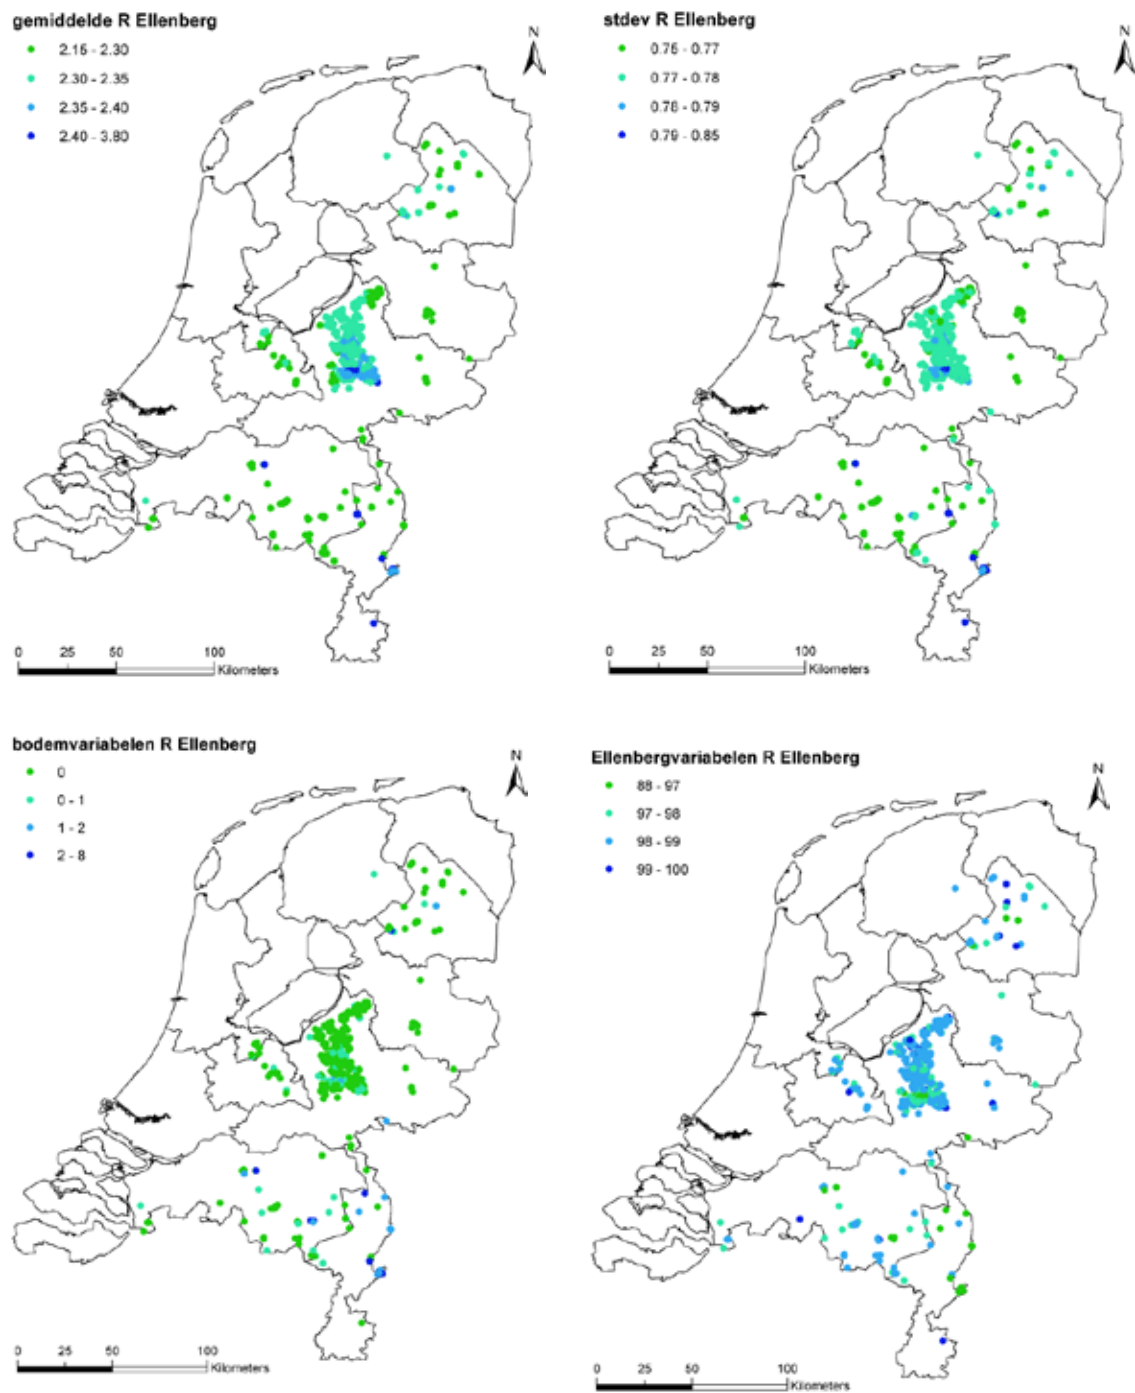 gemiddelde R Ellenberg
2.15 - 2.30
2.30 - 2.35
2.35 - 2.40
2.40 - 3.80
N
0 25 50 100
Kilometers
stdev R Ellenberg
0.75 - 0.77
0.77 - 0.78
0.78 - 0.79
0.79 - 0.85
N
0 25 50 100
Kilometers
bodemvariabelen R Ellenberg
0
0 - 1
1 - 2
2 - 8
N
0 25 50 100
Kilometers
Ellenbergvariabelen R Ellenberg
88 - 97
97 - 98
98 - 99
99 - 100
N
0 25 50 100
Kilometers